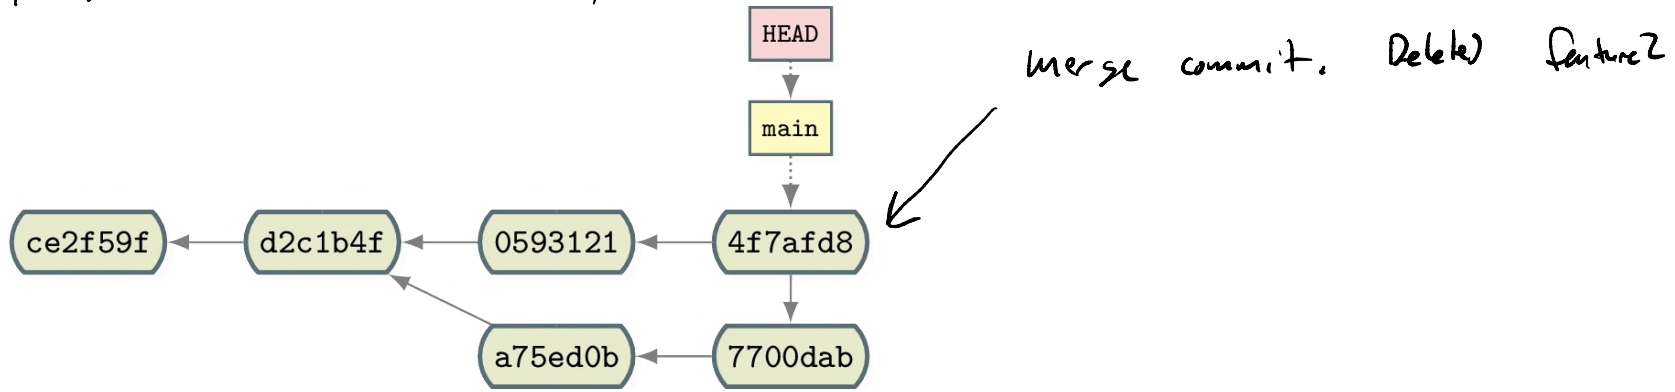 HEAD
merge commit. Deleted feature2
main
ce2f59f d2c1b4f 0593121 4f7afd8
a75ed0b 7700dab